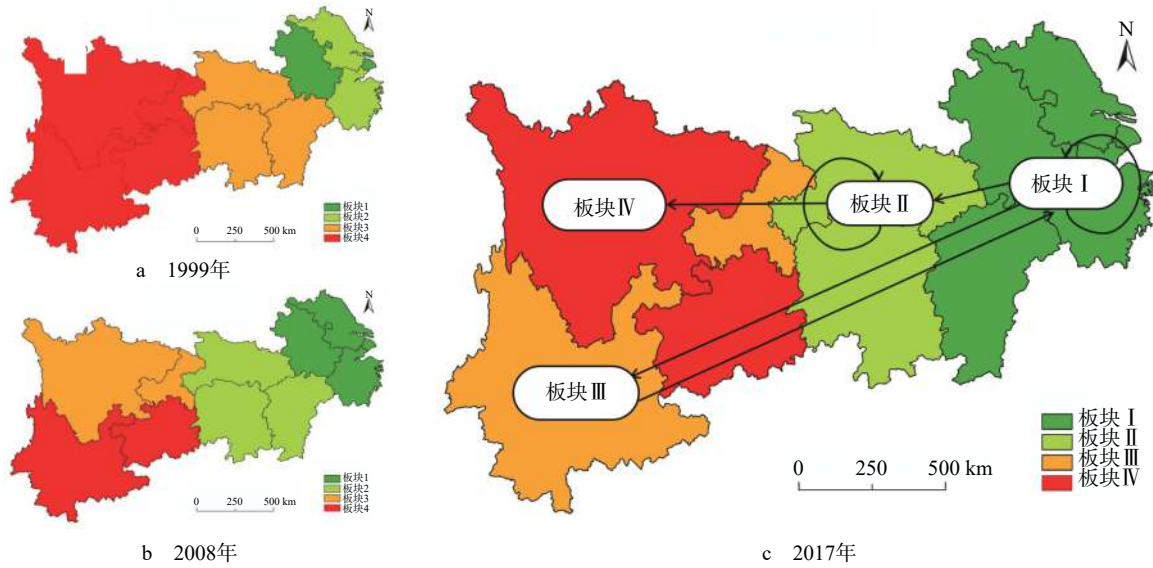 N
板块1
板块2
板块3
板块4
0 250 500 km
a 1999年
N
板块1
板块2
板块3
板块4
0 250 500 km
b 2008年
N
板块Ⅰ
板块Ⅱ
板块Ⅳ
板块Ⅲ
板块Ⅰ
板块Ⅱ
板块Ⅲ
板块Ⅳ
0 250 500 km
c 2017年